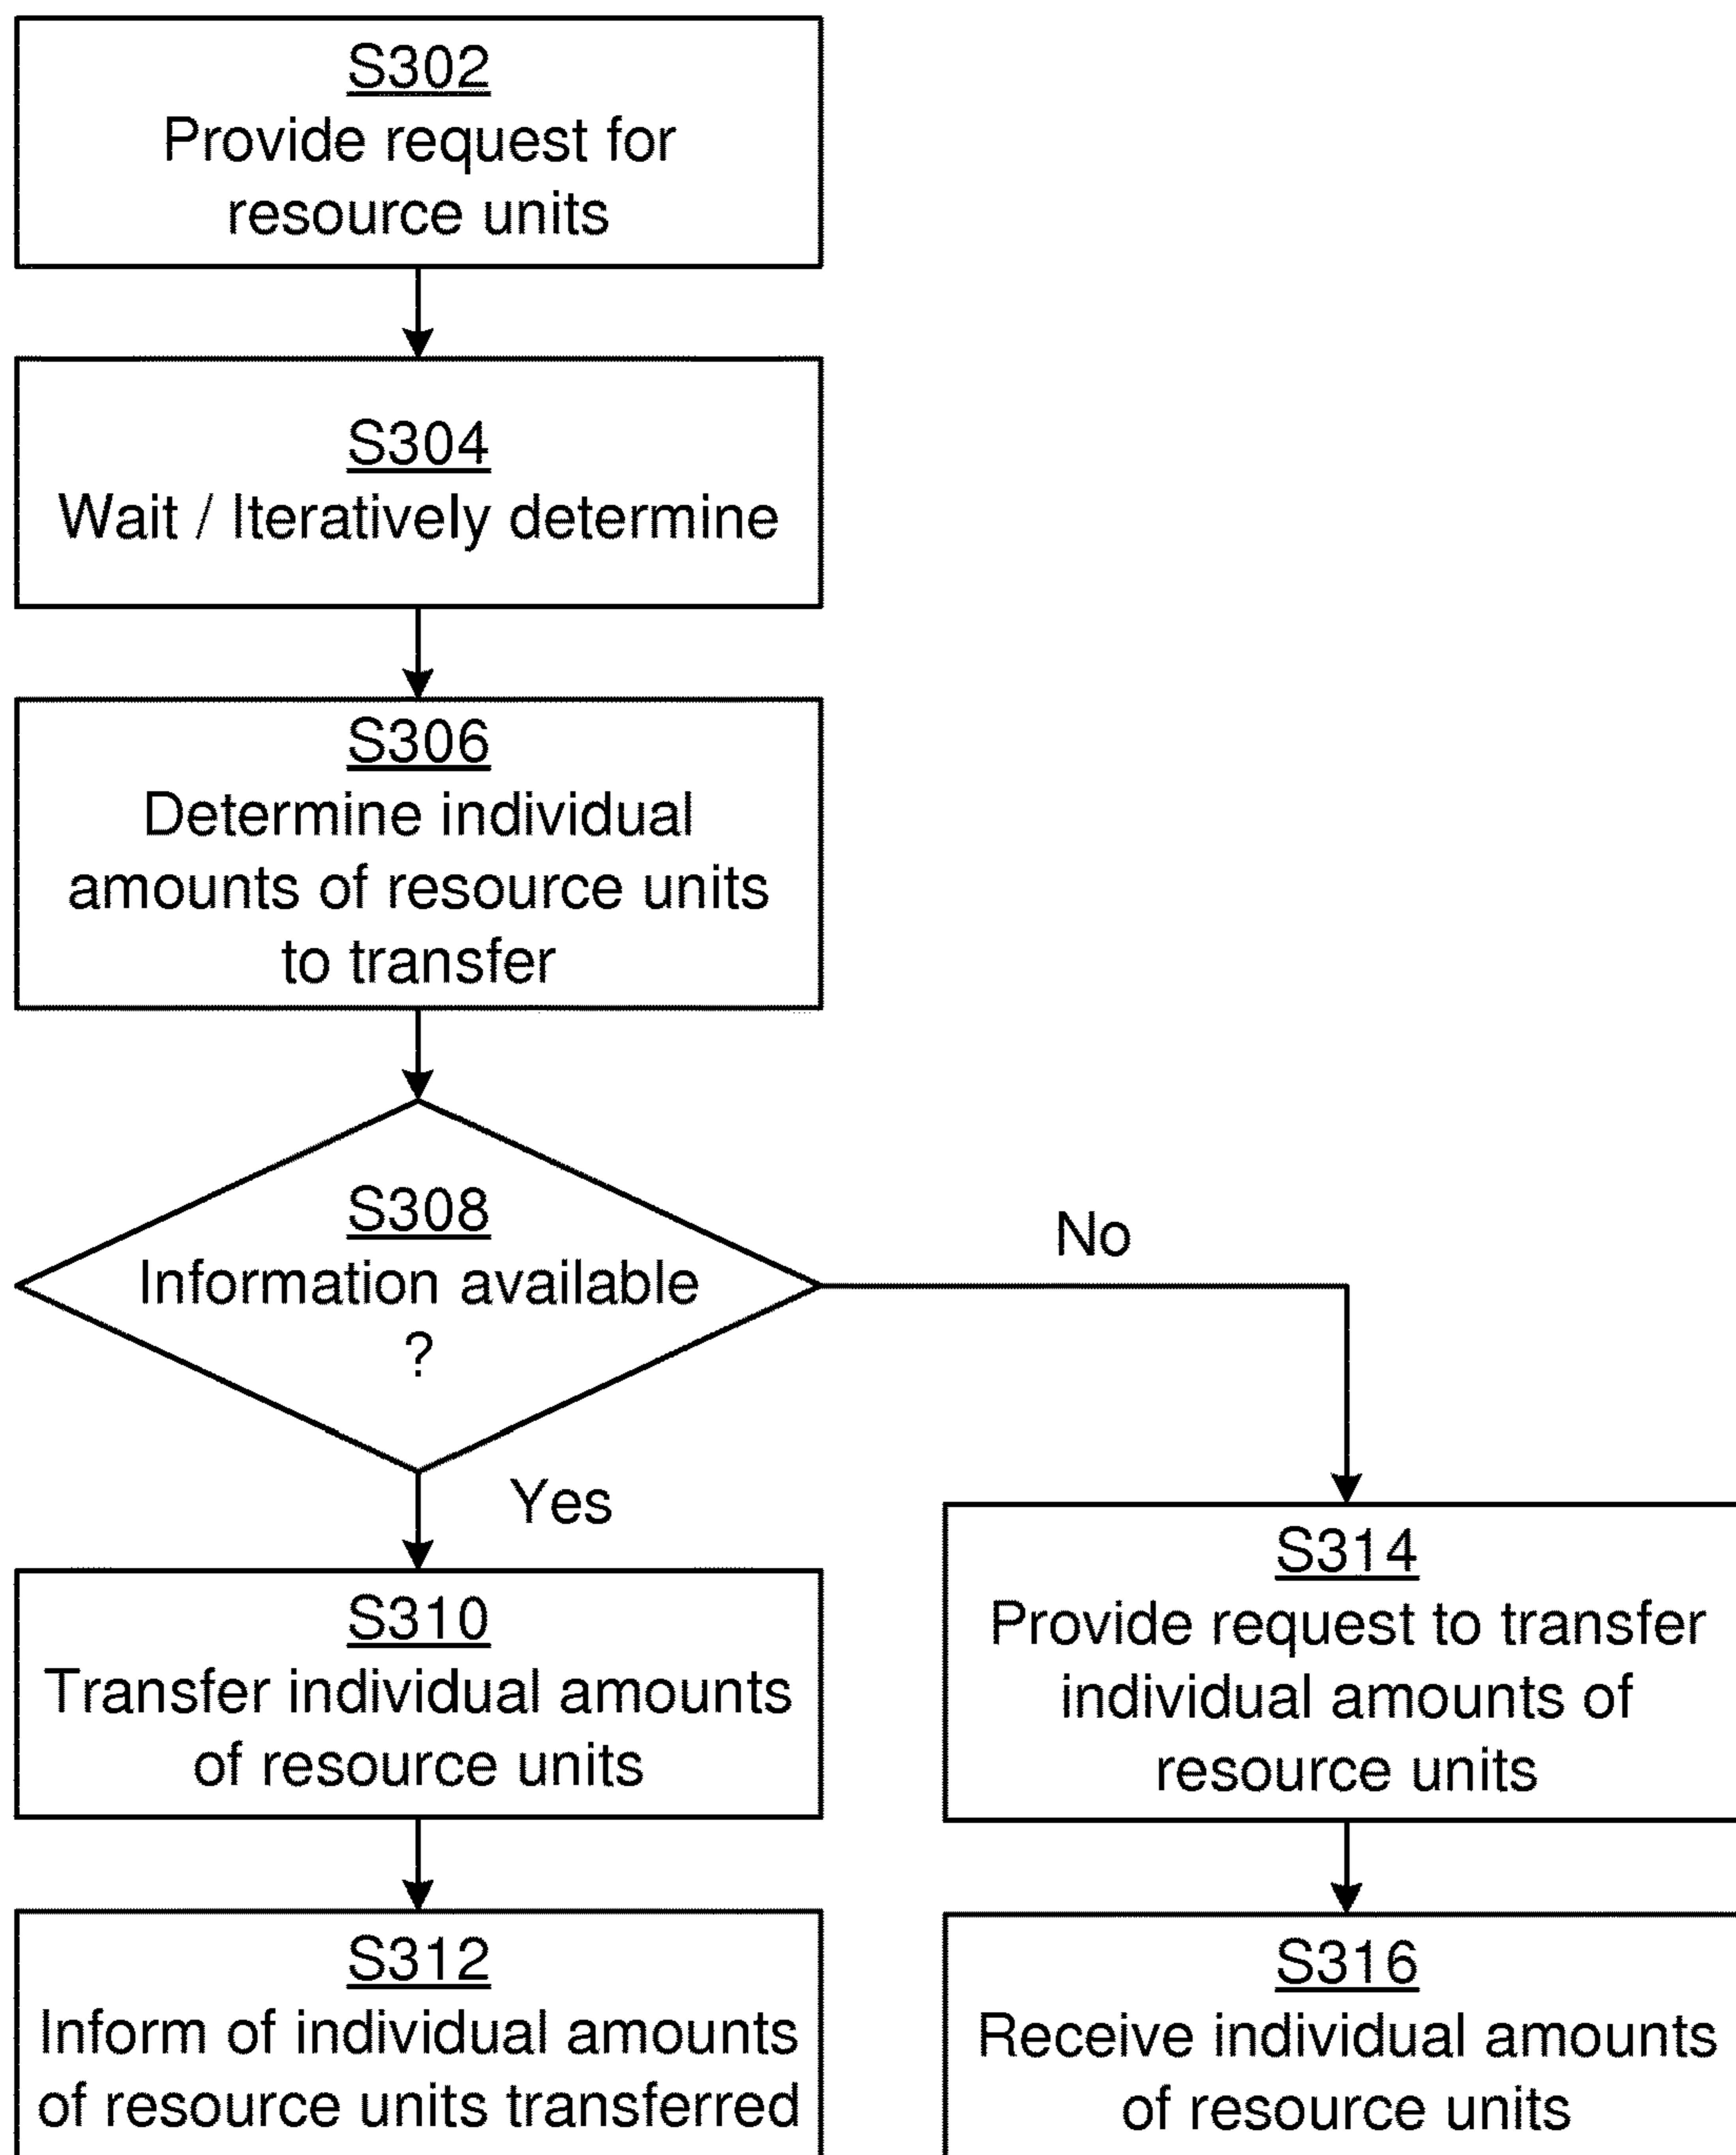 S302
Provide request for
resource units
S304
Wait / Iteratively determine
S306
Determine individual
amounts of resource units
to transfer
S308
Information available
?
No
Yes
S310
Transfer individual amounts
of resource units
S312
Inform of individual amounts
of resource units transferred
S314
Provide request to transfer
individual amounts of
resource units
S316
Receive individual amounts
of resource units